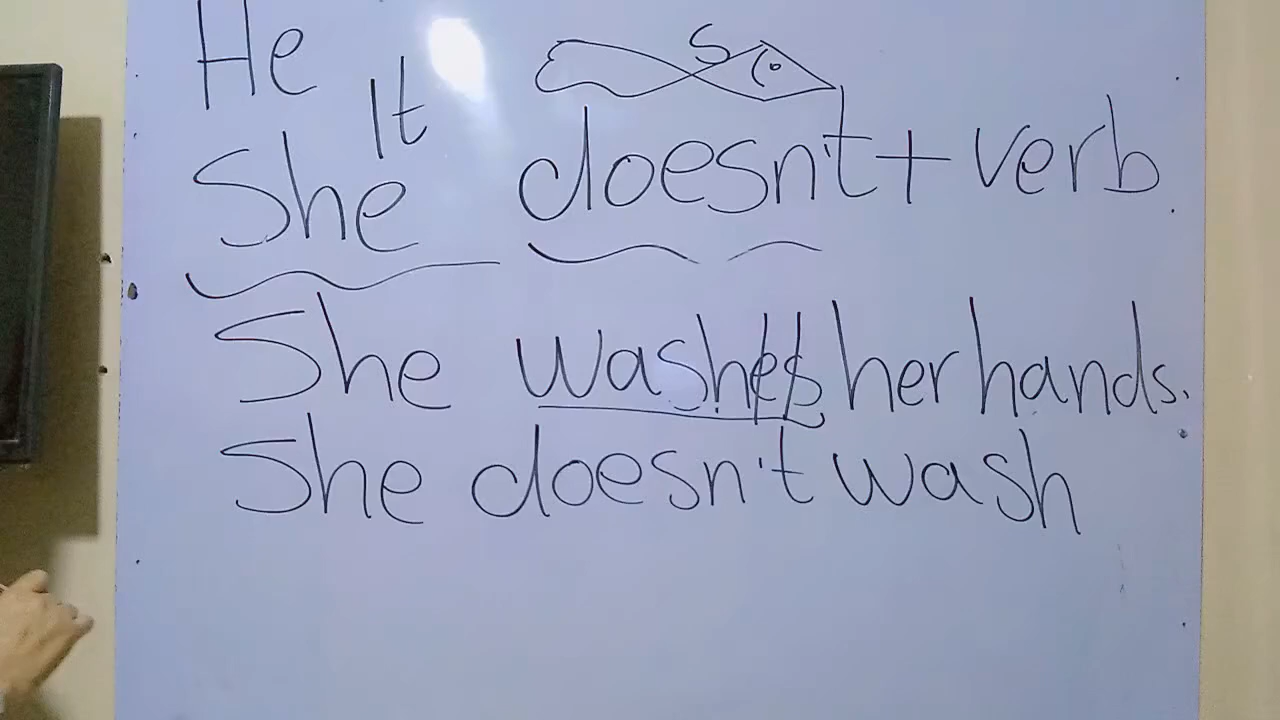 He
It
S
She doesn't + verb
She washes her hands.
She doesn't wash